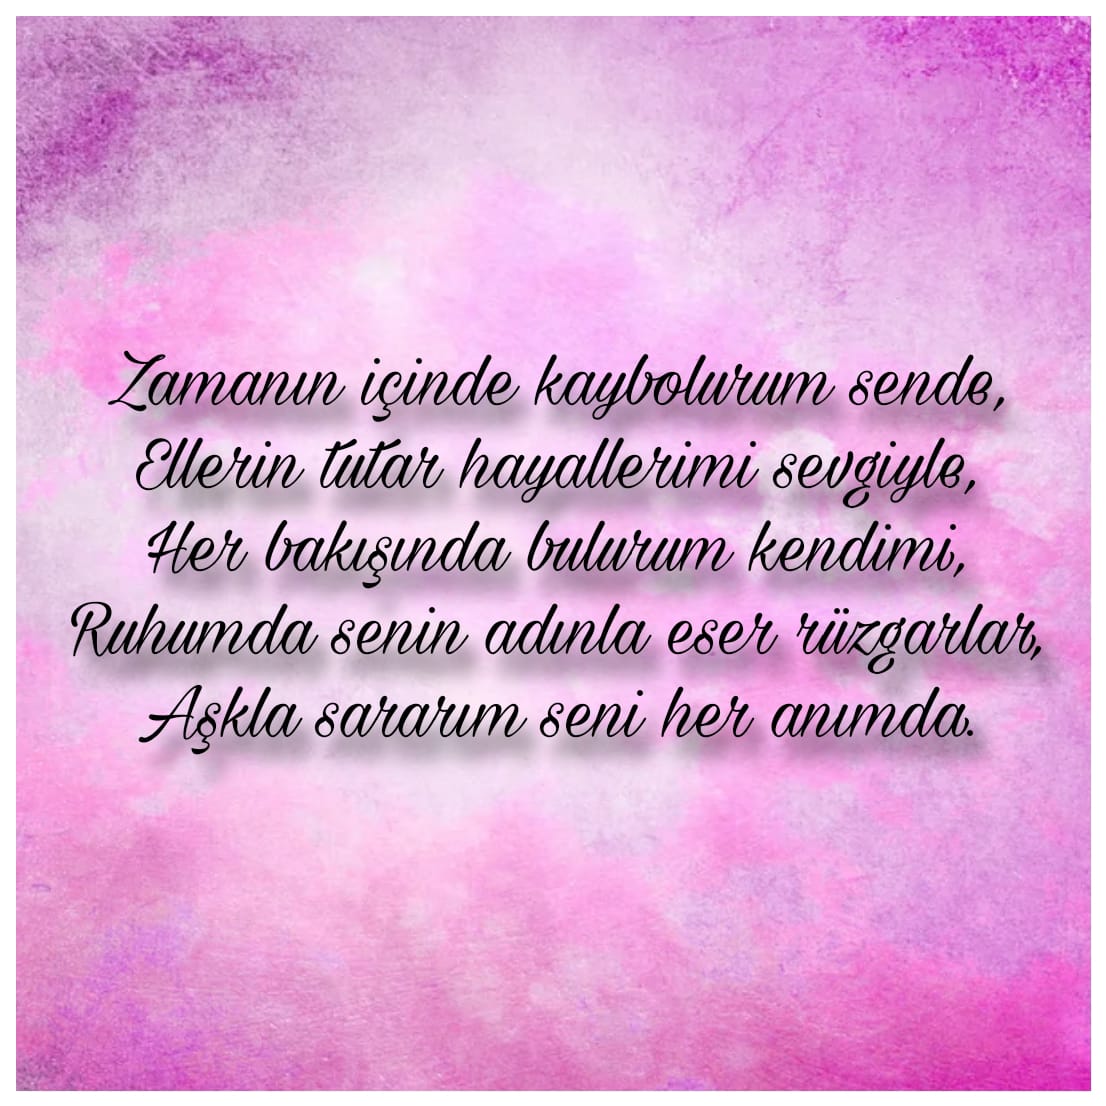 Zamanın içinde kaybolurum sende,
Ellerin tutar hayallerimi sevgiyle,
Her bakışında bulurum kendimi,
Ruhumda senin adınla eser rüzgarlar,
Aşkla sararım seni her anımda.